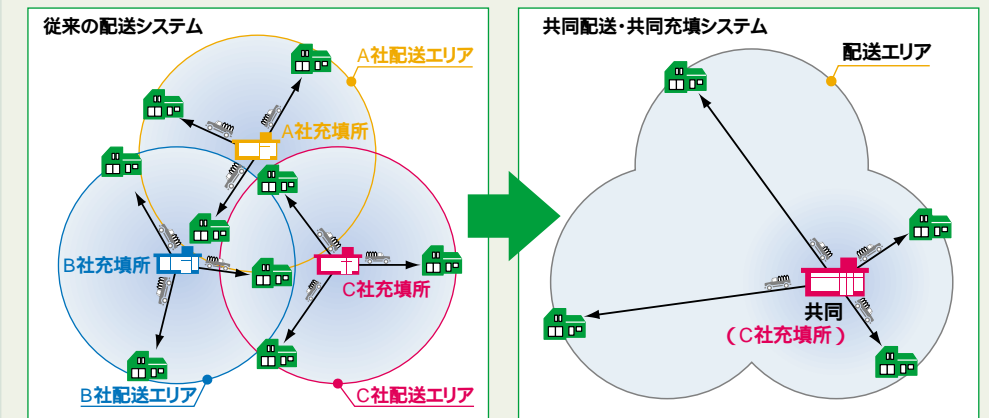 従来の配送システム
A社配送エリア
A社充填所
B社充填所
C社充填所
B社配送エリア
C社配送エリア
共同配送・共同充填システム
配送エリア
共同
(C社充填所)